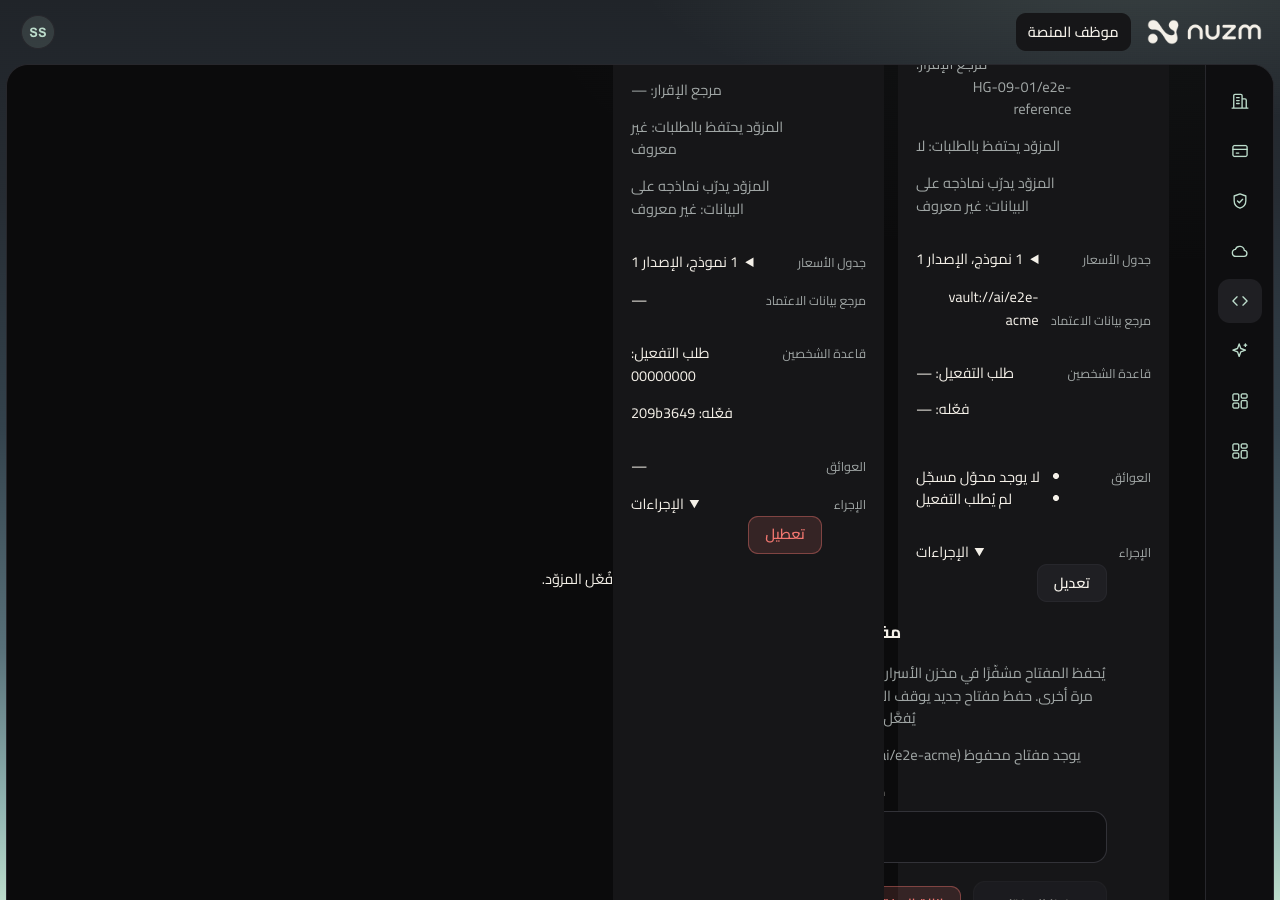 nuzm
موظف المنصة
SS
مرجع الإقرار:
HG-09-01/e2e-
reference
المزوّد يحتفظ بالطلبات: لا
المزوّد يدرّب نماذجه على
البيانات: غير معروف
جدول الأسعار
◀ 1 نموذج، الإصدار 1
مرجع بيانات الاعتماد
vault://ai/e2e-
acme
قاعدة الشخصين
طلب التفعيل: —
فعّله: —
العوائق
• لا يوجد محوّل مسجّل
• لم يُطلب التفعيل
الإجراء
▼ الإجراءات
تعديل
يُحفظ المفتاح مشفّرًا في مخزن الأسرار
مرة أخرى. حفظ مفتاح جديد يوقف
يُفعَّل
يوجد مفتاح محفوظ (ai/e2e-acme
مرجع الإقرار: —
المزوّد يحتفظ بالطلبات: غير
معروف
المزوّد يدرّب نماذجه على
البيانات: غير معروف
جدول الأسعار
◀ 1 نموذج، الإصدار 1
مرجع بيانات الاعتماد
—
قاعدة الشخصين
طلب التفعيل:
00000000
فعّله: 209b3649
العوائق
—
الإجراء
▼ الإجراءات
تعطيل
فُعّل المزوّد.